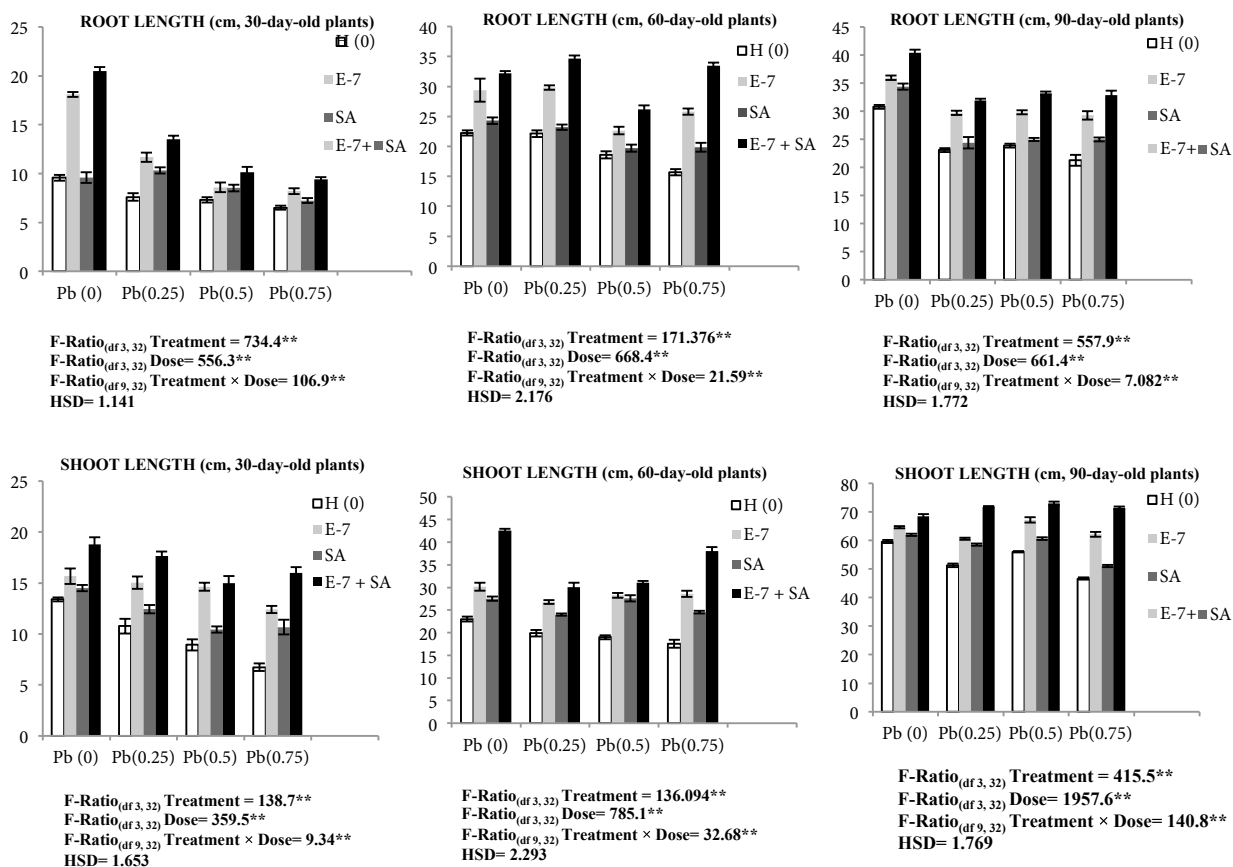 ROOT LENGTH (cm, 30-day-old plants)
25
20
15
10
5
0
H (0)
E-7
SA
E-7+ SA
Pb (0) Pb(0.25) Pb(0.5) Pb(0.75)
F-Ratio(df 3, 32) Treatment = 734.4**
F-Ratio(df 3, 32) Dose= 556.3**
F-Ratio(df 9, 32) Treatment × Dose= 106.9**
HSD= 1.141
ROOT LENGTH (cm, 60-day-old plants)
40
35
30
25
20
15
10
5
0
H (0)
E-7
SA
E-7 + SA
Pb (0) Pb(0.25) Pb(0.5) Pb(0.75)
F-Ratio(df 3, 32) Treatment = 171.376**
F-Ratio(df 3, 32) Dose= 668.4**
F-Ratio(df 9, 32) Treatment × Dose= 21.59**
HSD= 2.176
ROOT LENGTH (cm, 90-day-old plants)
45
40
35
30
25
20
15
10
5
0
H (0)
E-7
SA
E-7+ SA
Pb (0) Pb(0.25) Pb(0.5) Pb(0.75)
F-Ratio(df 3, 32) Treatment = 557.9**
F-Ratio(df 3, 32) Dose= 661.4**
F-Ratio(df 9, 32) Treatment × Dose= 7.082**
HSD= 1.772
SHOOT LENGTH (cm, 30-day-old plants)
25
20
15
10
5
0
H (0)
E-7
SA
E-7 + SA
Pb (0) Pb(0.25) Pb(0.5) Pb(0.75)
F-Ratio(df 3, 32) Treatment = 138.7**
F-Ratio(df 3, 32) Dose= 359.5**
F-Ratio(df 9, 32) Treatment × Dose= 9.34**
HSD= 1.653
SHOOT LENGTH (cm, 60-day-old plants)
50
45
40
35
30
25
20
15
10
5
0
H (0)
E-7
SA
E-7 + SA
Pb (0) Pb(0.25) Pb(0.5) Pb(0.75)
F-Ratio(df 3, 32) Treatment = 136.094**
F-Ratio(df 3, 32) Dose= 785.1**
F-Ratio(df 9, 32) Treatment × Dose= 32.68**
HSD= 2.293
SHOOT LENGTH (cm, 90-day-old plants)
80
70
60
50
40
30
20
10
0
H (0)
E-7
SA
E-7+ SA
Pb (0) Pb(0.25) Pb(0.5) Pb(0.75)
F-Ratio(df 3, 32) Treatment = 415.5**
F-Ratio(df 3, 32) Dose= 1957.6**
F-Ratio(df 9, 32) Treatment × Dose= 140.8**
HSD= 1.769